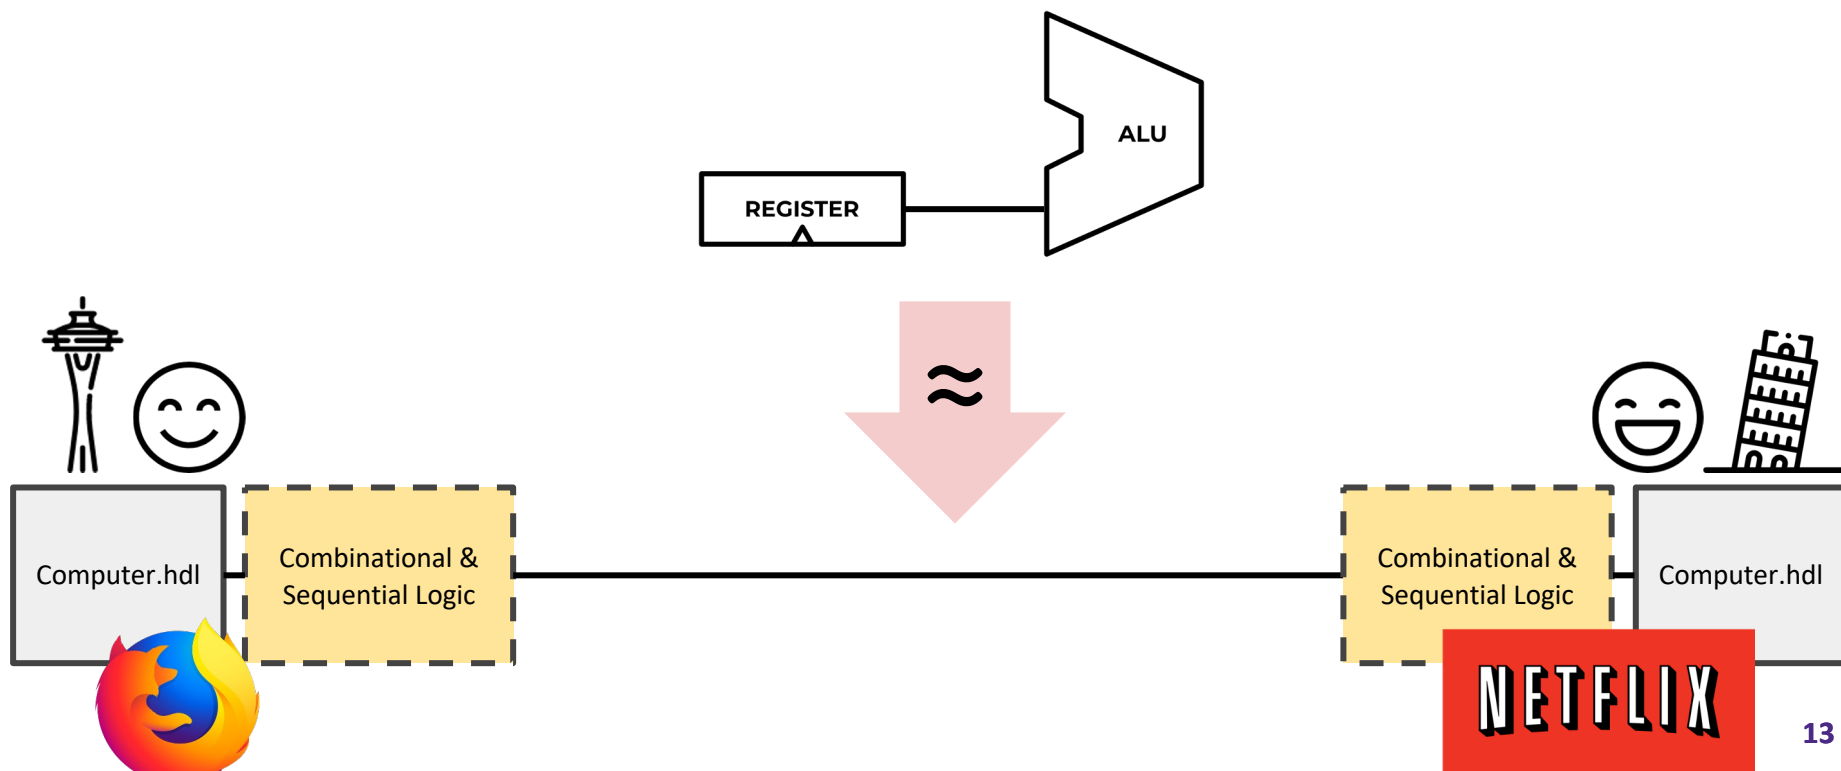 ALU
REGISTER
≈
Computer.hdl
Combinational &
Sequential Logic
Combinational &
Sequential Logic
Computer.hdl
NETFLIX
13